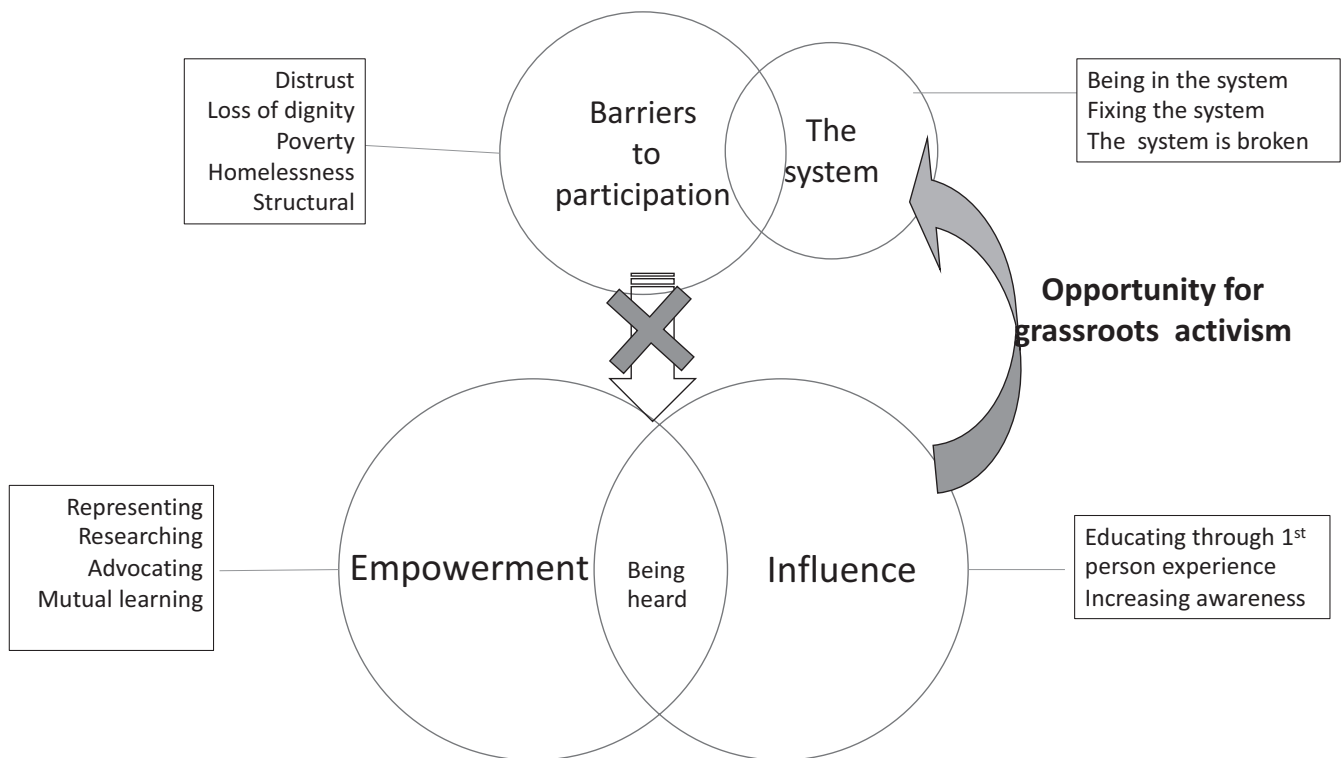 Distrust
Loss of dignity
Poverty
Homelessness
Structural
Barriers
to
participation
The
system
Being in the system
Fixing the system
The system is broken
Opportunity for
grassroots activism
Representing
Researching
Advocating
Mutual learning
Empowerment
Being
heard
Influence
Educating through 1st
person experience
Increasing awareness